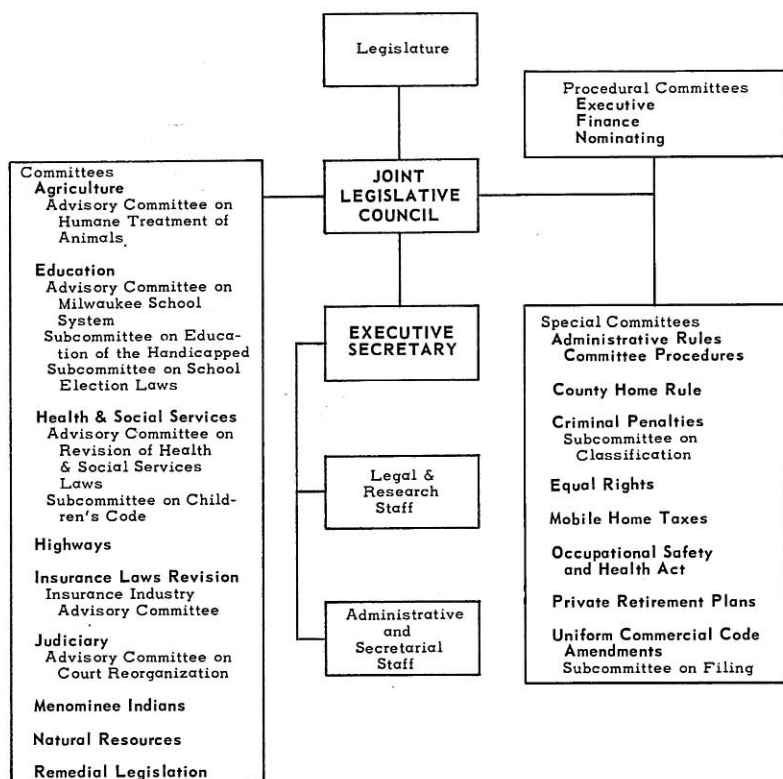 Legislature
Procedural Committees
Executive
Finance
Nominating
JOINT
LEGISLATIVE
COUNCIL
Committees
Agriculture
Advisory Committee on
Humane Treatment of
Animals
Education
Advisory Committee on
Milwaukee School
System
Subcommittee on Educa-
tion of the Handicapped
Subcommittee on School
Election Laws
Health & Social Services
Advisory Committee on
Revision of Health
& Social Services
Laws
Subcommittee on Child-
ren's Code
Highways
Insurance Laws Revision
Insurance Industry
Advisory Committee
Judiciary
Advisory Committee on
Court Reorganization
Menominee Indians
Natural Resources
Remedial Legislation
EXECUTIVE
SECRETARY
Legal &
Research
Staff
Administrative
and
Secretarial
Staff
Special Committees
Administrative Rules
Committee Procedures
County Home Rule
Criminal Penalties
Subcommittee on
Classification
Equal Rights
Mobile Home Taxes
Occupational Safety
and Health Act
Private Retirement Plans
Uniform Commercial Code
Amendments
Subcommittee on Filing